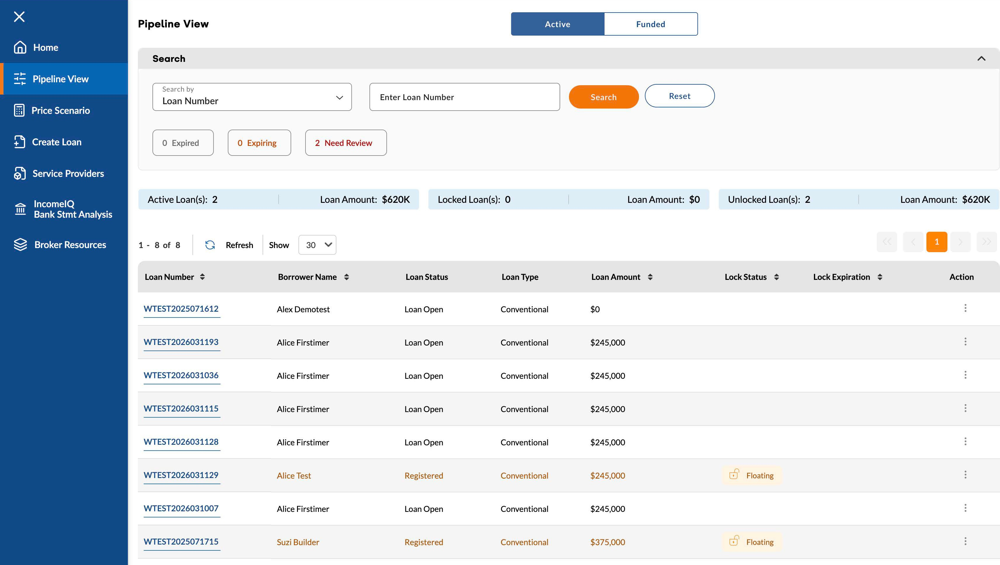 Home
Pipeline View
Price Scenario
Create Loan
Service Providers
IncomeIQ
Bank Stmt Analysis
Broker Resources
Pipeline View
Active Funded
Search
Search by
Loan Number
Enter Loan Number
Search Reset
0 Expired 0 Expiring 2 Need Review
Active Loan(s): 2 Loan Amount: $620K Locked Loan(s): 0 Loan Amount: $0 Unlocked Loan(s): 2 Loan Amount: $620K
1 - 8 of 8 Refresh Show 30 1
Loan Number Borrower Name Loan Status Loan Type Loan Amount Lock Status Lock Expiration Action
WTEST2025071612 Alex Demotest Loan Open Conventional $0
WTEST2026031193 Alice Firstimer Loan Open Conventional $245,000
WTEST2026031036 Alice Firstimer Loan Open Conventional $245,000
WTEST2026031115 Alice Firstimer Loan Open Conventional $245,000
WTEST2026031128 Alice Firstimer Loan Open Conventional $245,000
WTEST2026031129 Alice Test Registered Conventional $245,000 Floating
WTEST2026031007 Alice Firstimer Loan Open Conventional $245,000
WTEST2025071715 Suzi Builder Registered Conventional $375,000 Floating